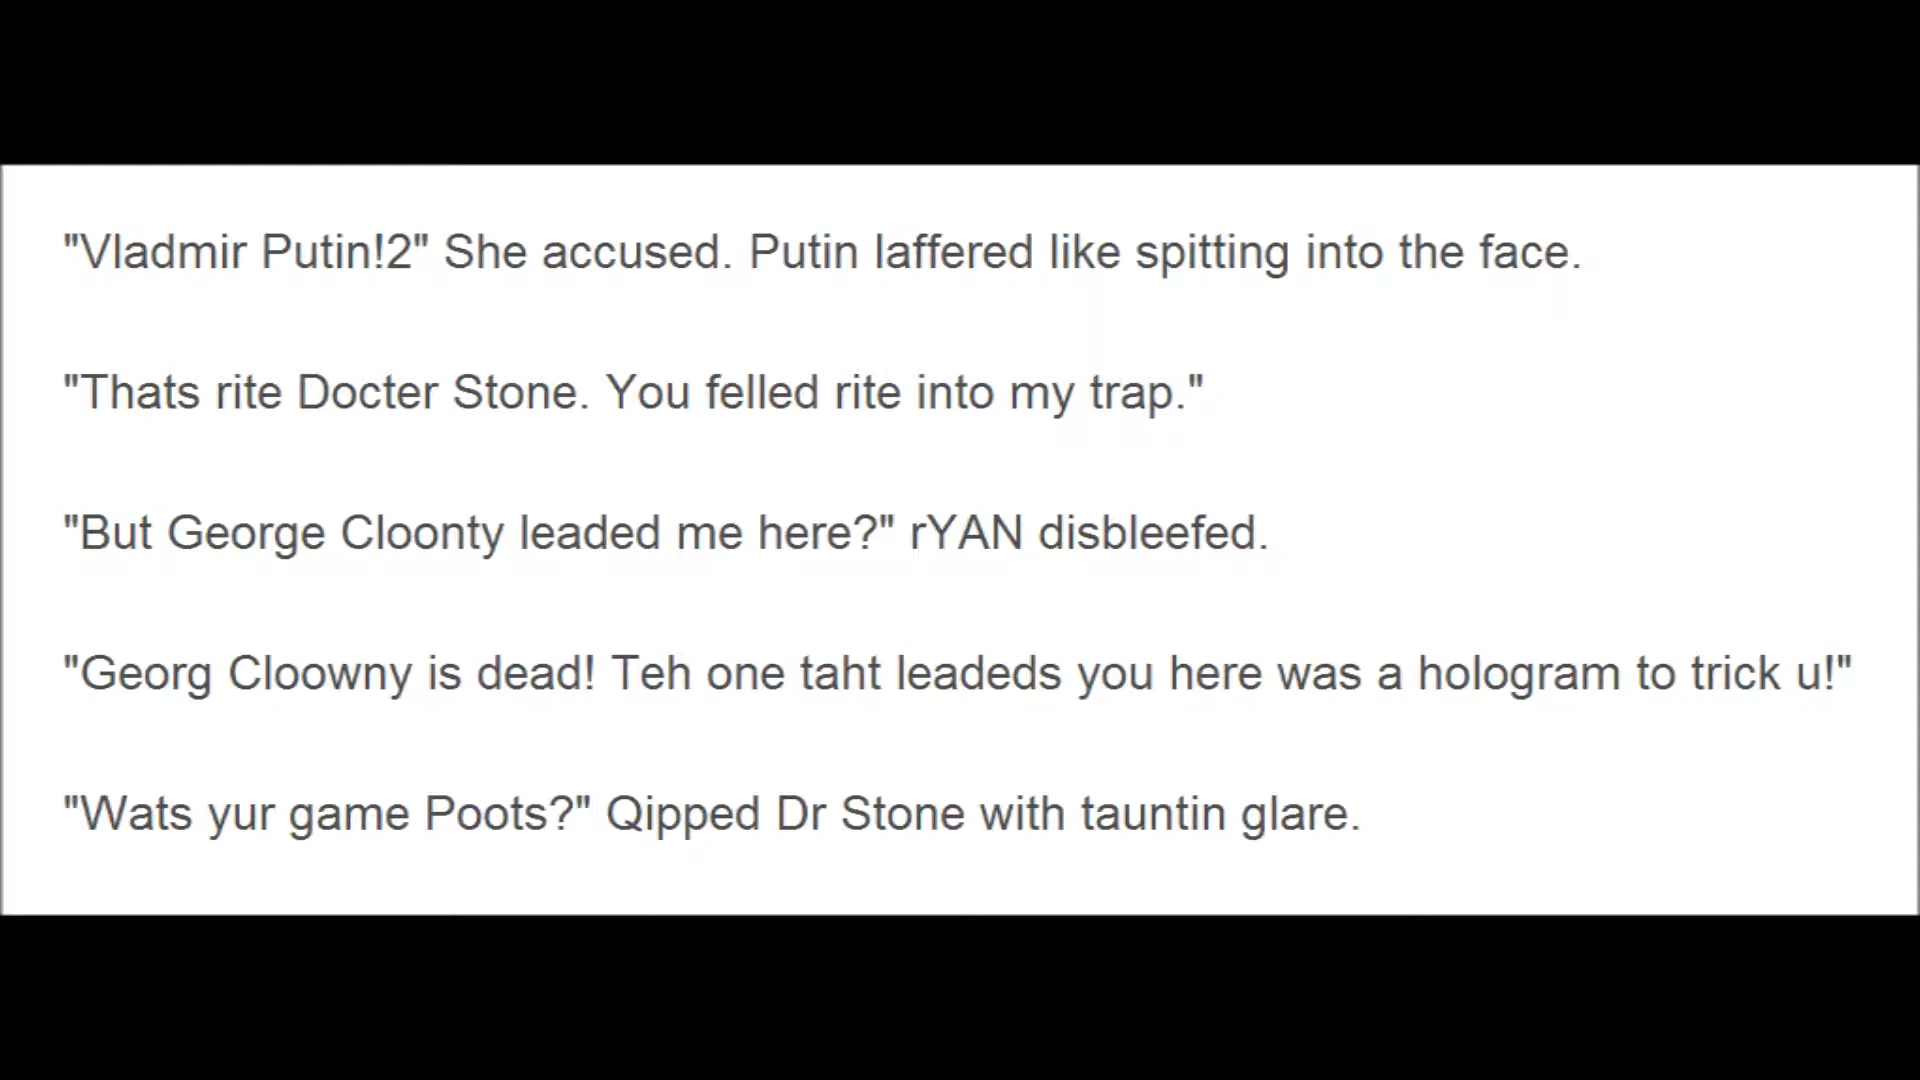 "Vladmir Putin!2" She accused. Putin laffered like spitting into the face.
"Thats rite Docter Stone. You felled rite into my trap."
"But George Cloonty leaded me here?" rYAN disbleefed.
"Georg Cloowny is dead! Teh one taht leadeds you here was a hologram to trick u!"
"Wats yur game Poots?" Qipped Dr Stone with tauntin glare.